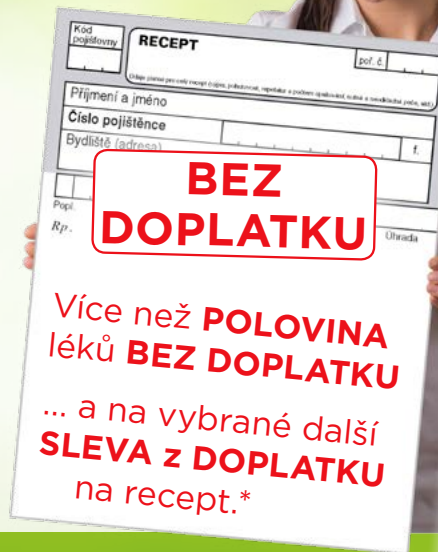 Kód
pojišťovny
RECEPT
poř. č.
Příjmení a jméno
Číslo pojištěnce
f.
Bydliště (adresa)
BEZ
DOPLATKU
Popl.
Rp.
Úhrada
Více než POLOVINA
léků BEZ DOPLATKU
... a na vybrané další
SLEVA z DOPLATKU
na recept.*